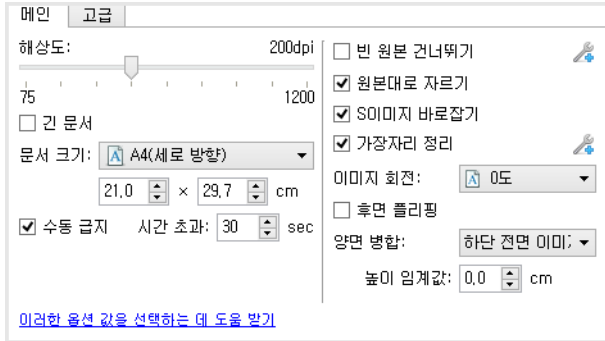 메인 고급
해상도: 200dpi
75 1200
긴 문서
문서 크기: A4(세로 방향)
21.0 × 29.7 cm
수동 급지 시간 초과: 30 sec
이러한 옵션 값을 선택하는 데 도움 받기
빈 원본 건너뛰기
원본대로 자르기
S0이미지 바로잡기
가장자리 정리
이미지 회전: 0도
후면 플리핑
양면 병합: 하단 전면 이미
높이 임계값: 0.0 cm